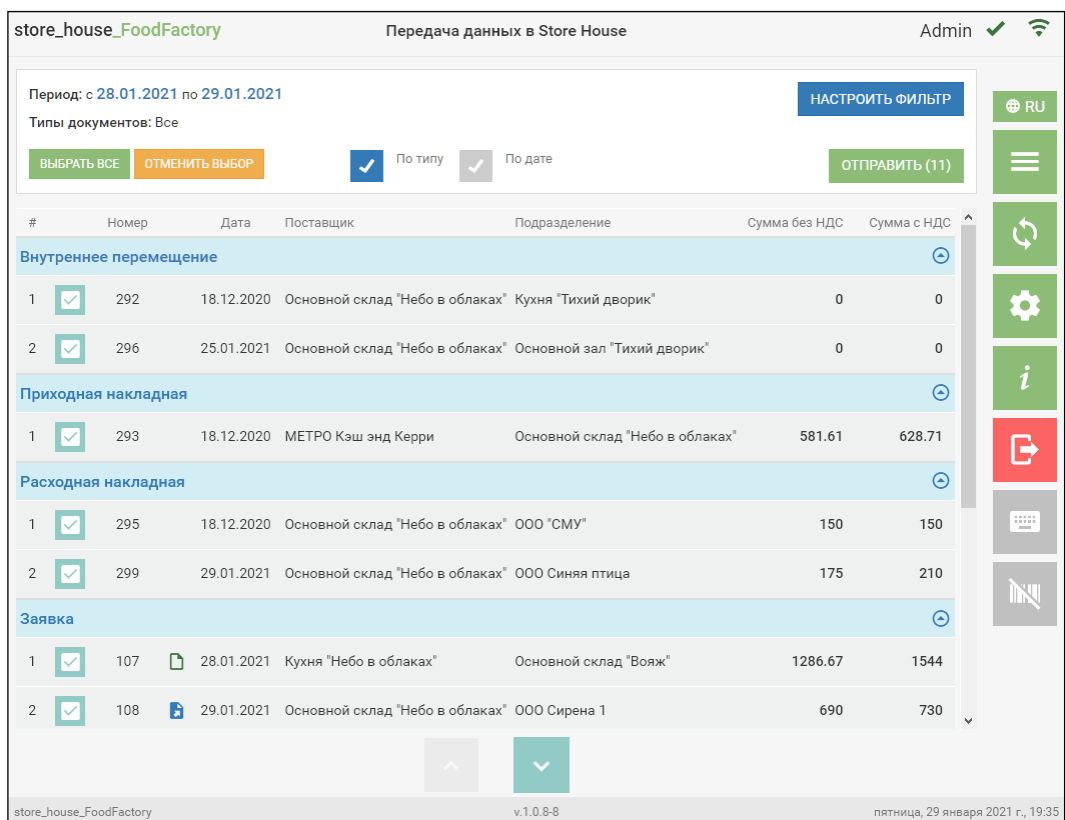 store_house_FoodFactory Передача данных в Store House Admin
Период: с 28.01.2021 по 29.01.2021 НАСТРОИТЬ ФИЛЬТР
RU
Типы документов: Все
ВЫБРАТЬ ВСЕ ОТМЕНИТЬ ВЫБОР По типу По дате ОТПРАВИТЬ (11)
# Номер Дата Поставщик Подразделение Сумма без НДС Сумма с НДС
Внутреннее перемещение
1 292 18.12.2020 Основной склад "Небо в облаках" Кухня "Тихий дворик" 0 0
2 296 25.01.2021 Основной склад "Небо в облаках" Основной зал "Тихий дворик" 0 0
Приходная накладная
1 293 18.12.2020 МЕТРО Кэш энд Керри Основной склад "Небо в облаках" 581.61 628.71
Расходная накладная
1 295 18.12.2020 Основной склад "Небо в облаках" ООО "СМУ" 150 150
2 299 29.01.2021 Основной склад "Небо в облаках" ООО Синяя птица 175 210
Заявка
1 107 28.01.2021 Кухня "Небо в облаках" Основной склад "Вояж" 1286.67 1544
2 108 29.01.2021 Основной склад "Небо в облаках" ООО Сирена 1 690 730
store_house_FoodFactory v.1.0.8-8 пятница, 29 января 2021 г., 19:35